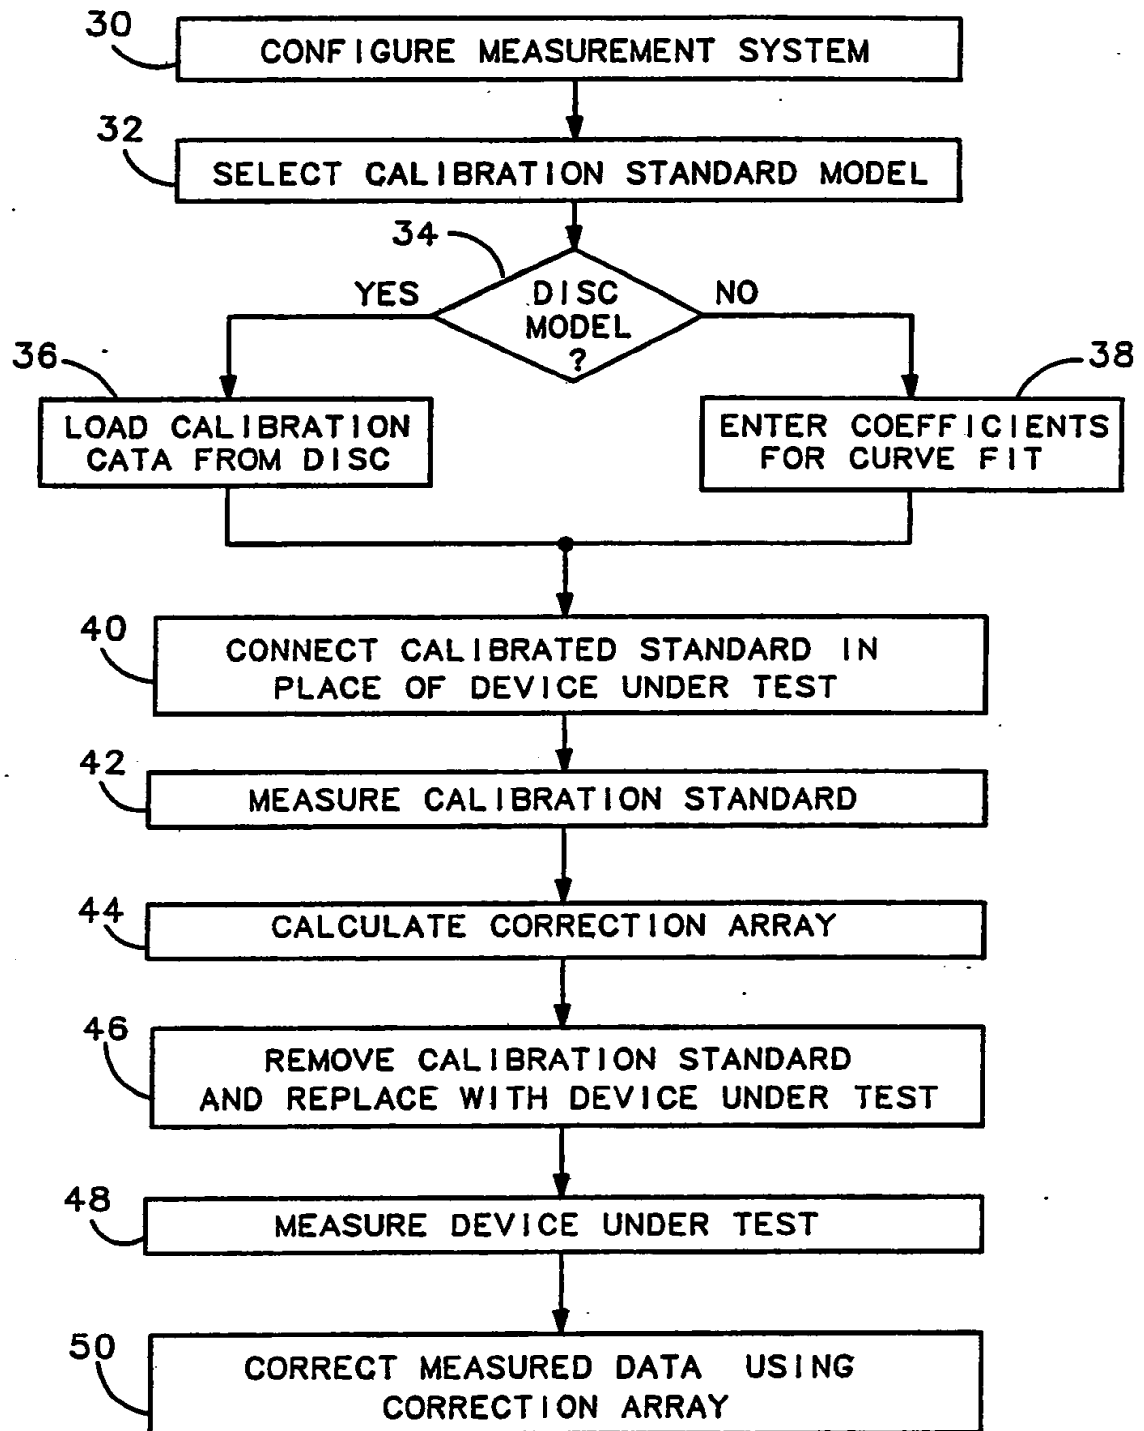 30
CONFIGURE MEASUREMENT SYSTEM
32
SELECT CALIBRATION STANDARD MODEL
34
YES
DISC
MODEL
?
NO
36
LOAD CALIBRATION
CATA FROM DISC
38
ENTER COEFFICIENTS
FOR CURVE FIT
40
CONNECT CALIBRATED STANDARD IN
PLACE OF DEVICE UNDER TEST
42
MEASURE CALIBRATION STANDARD
44
CALCULATE CORRECTION ARRAY
46
REMOVE CALIBRATION STANDARD
AND REPLACE WITH DEVICE UNDER TEST
48
MEASURE DEVICE UNDER TEST
50
CORRECT MEASURED DATA USING
CORRECTION ARRAY